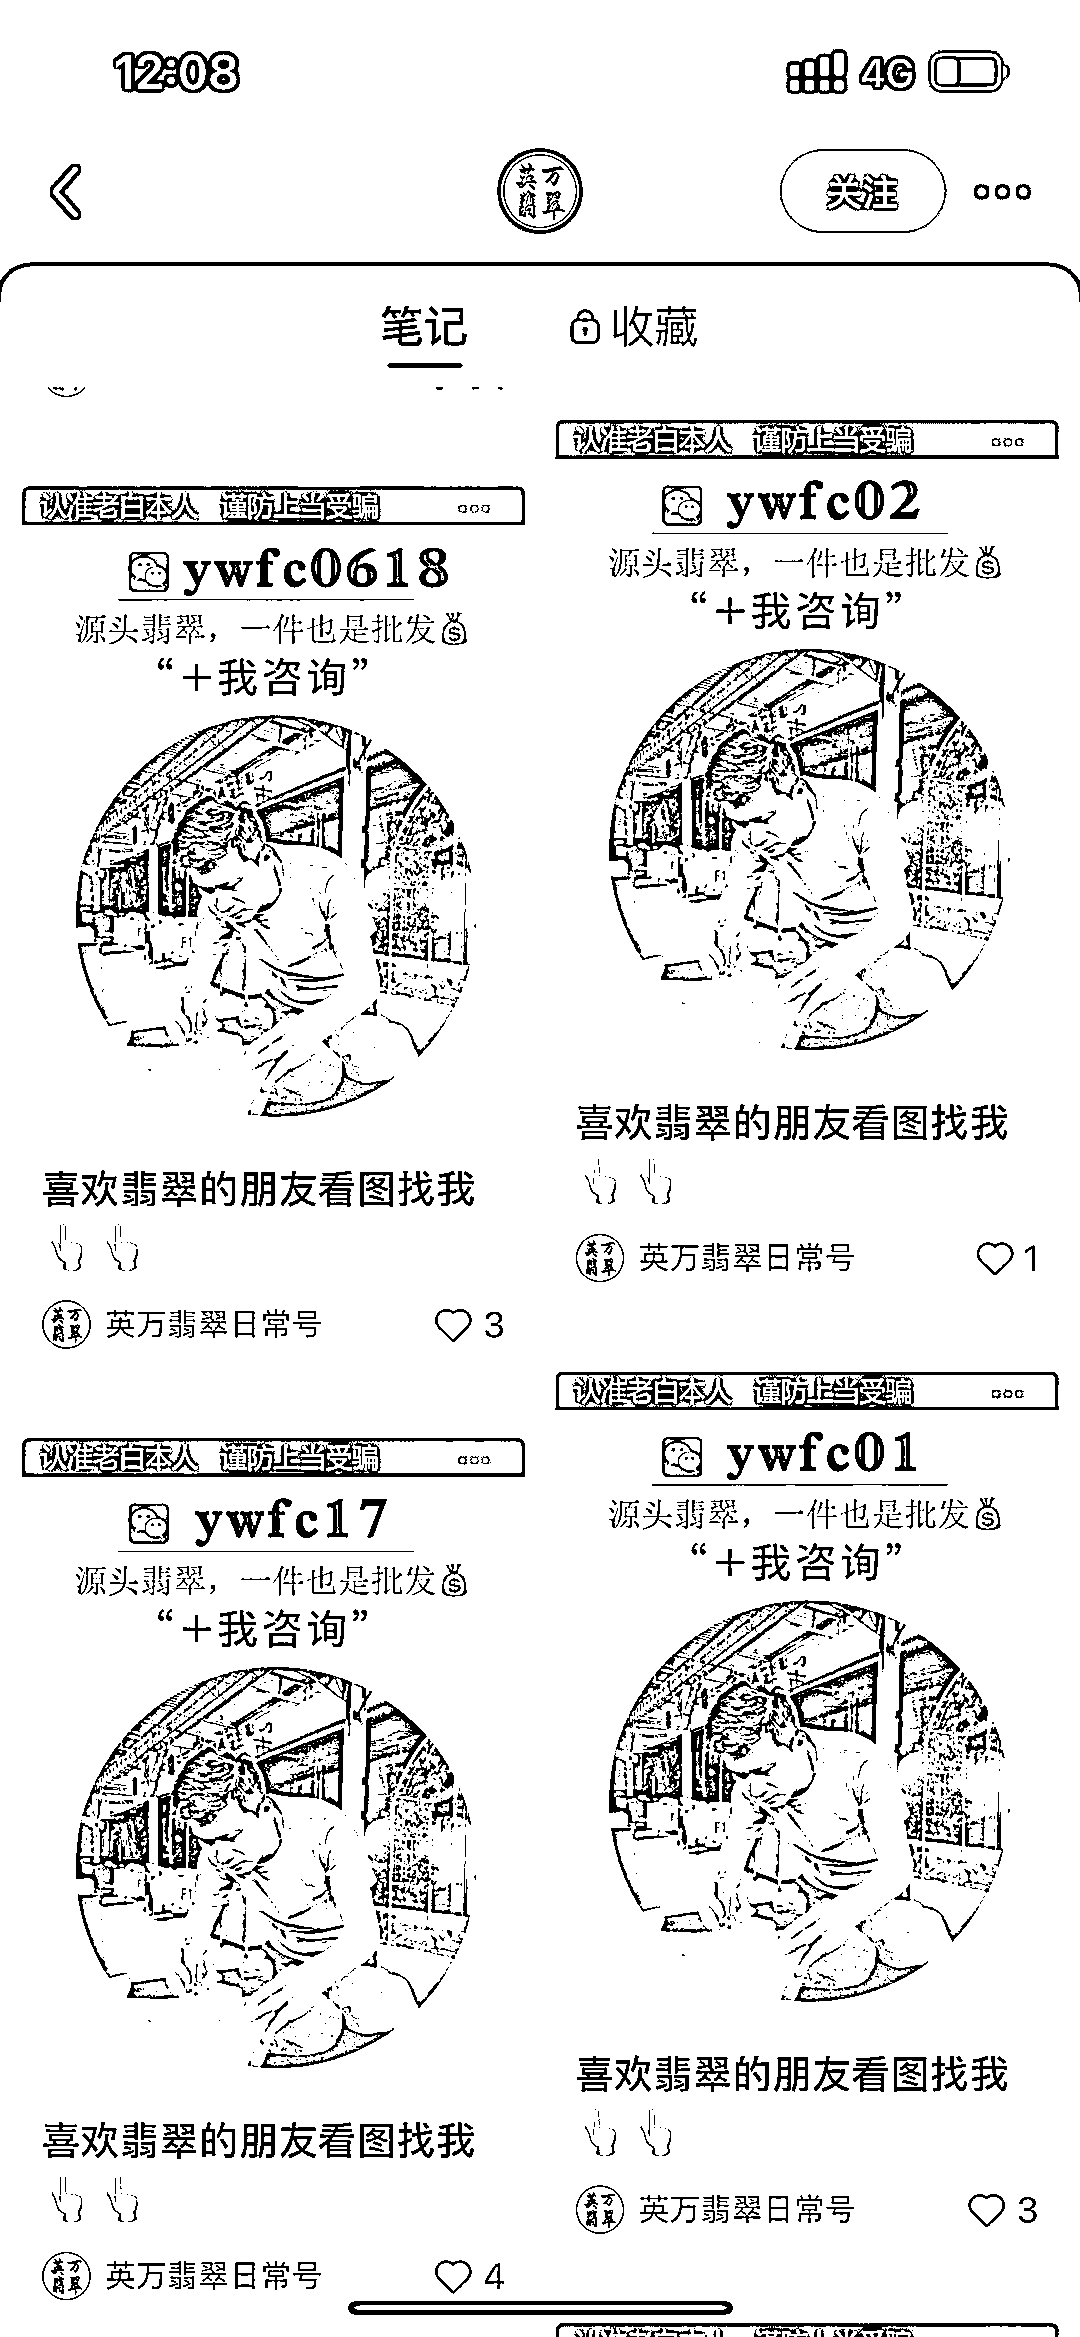 12:08
4G
英万
翡翠
关注
笔记
收藏
认准老白本人 谨防上当受骗
ywfc0618
源头翡翠，一件也是批发
“+我咨询”
喜欢翡翠的朋友看图找我
👆 👆
英万翡翠日常号
3
认准老白本人 谨防上当受骗
ywfc02
源头翡翠，一件也是批发
“+我咨询”
喜欢翡翠的朋友看图找我
👆 👆
英万翡翠日常号
1
认准老白本人 谨防上当受骗
ywfc17
源头翡翠，一件也是批发
“+我咨询”
喜欢翡翠的朋友看图找我
👆 👆
英万翡翠日常号
4
认准老白本人 谨防上当受骗
ywfc01
源头翡翠，一件也是批发
“+我咨询”
喜欢翡翠的朋友看图找我
👆 👆
英万翡翠日常号
3